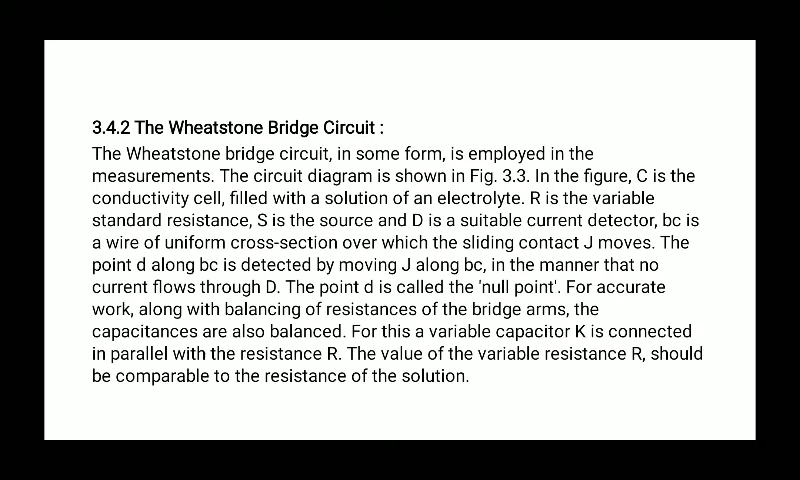 3.4.2 The Wheatstone Bridge Circuit :
The Wheatstone bridge circuit, in some form, is employed in the
measurements. The circuit diagram is shown in Fig. 3.3. In the figure, C is the
conductivity cell, filled with a solution of an electrolyte. R is the variable
standard resistance, S is the source and D is a suitable current detector, bc is
a wire of uniform cross-section over which the sliding contact J moves. The
point d along bc is detected by moving J along bc, in the manner that no
current flows through D. The point d is called the 'null point'. For accurate
work, along with balancing of resistances of the bridge arms, the
capacitances are also balanced. For this a variable capacitor K is connected
in parallel with the resistance R. The value of the variable resistance R, should
be comparable to the resistance of the solution.